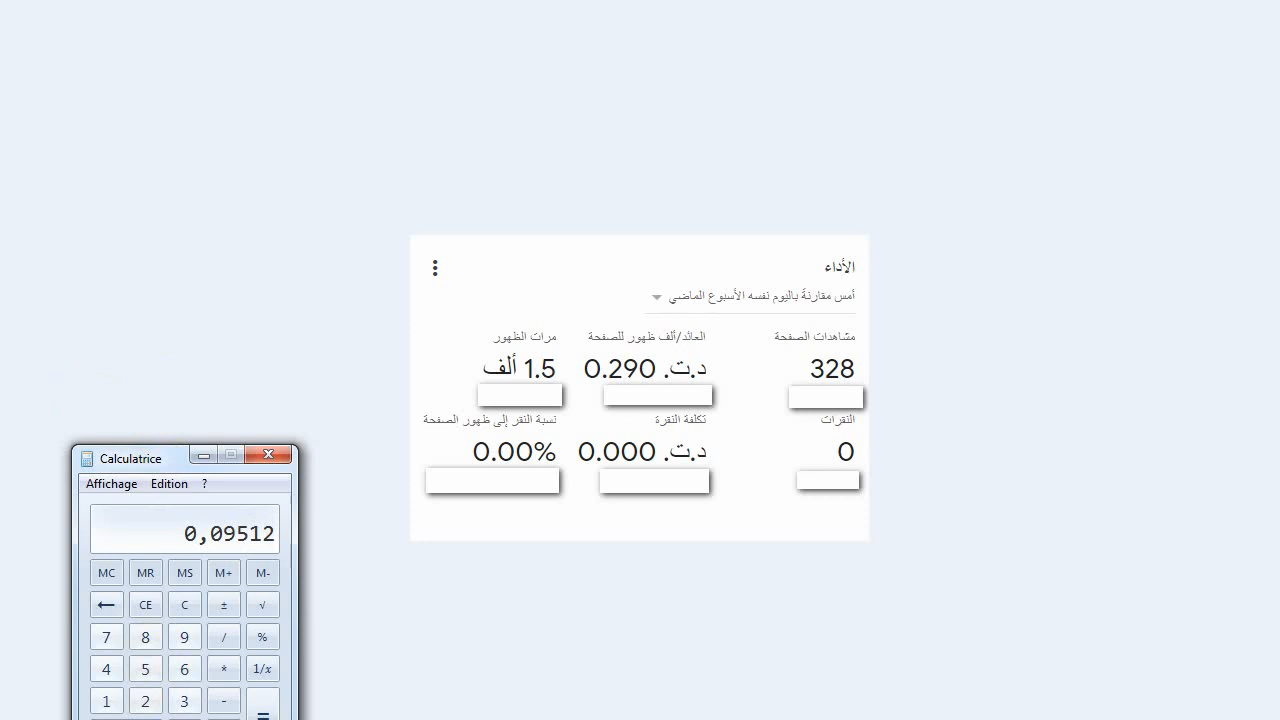 الأداء
أمس مقارنةً باليوم نفسه الأسبوع الماضي
مشاهدات الصفحة العائد/ألف ظهور للصفحة مرات الظهور
328 د.ت. 0.290 1.5 ألف
النقرات تكلفة النقرة نسبة النقر إلى ظهور الصفحة
0 د.ت. 0.000 0.00%
Calculatrice
Affichage Edition ?
0,09512
MC MR MS M+ M-
← CE C ± √
7 8 9 / %
4 5 6 * 1/x
1 2 3 - =